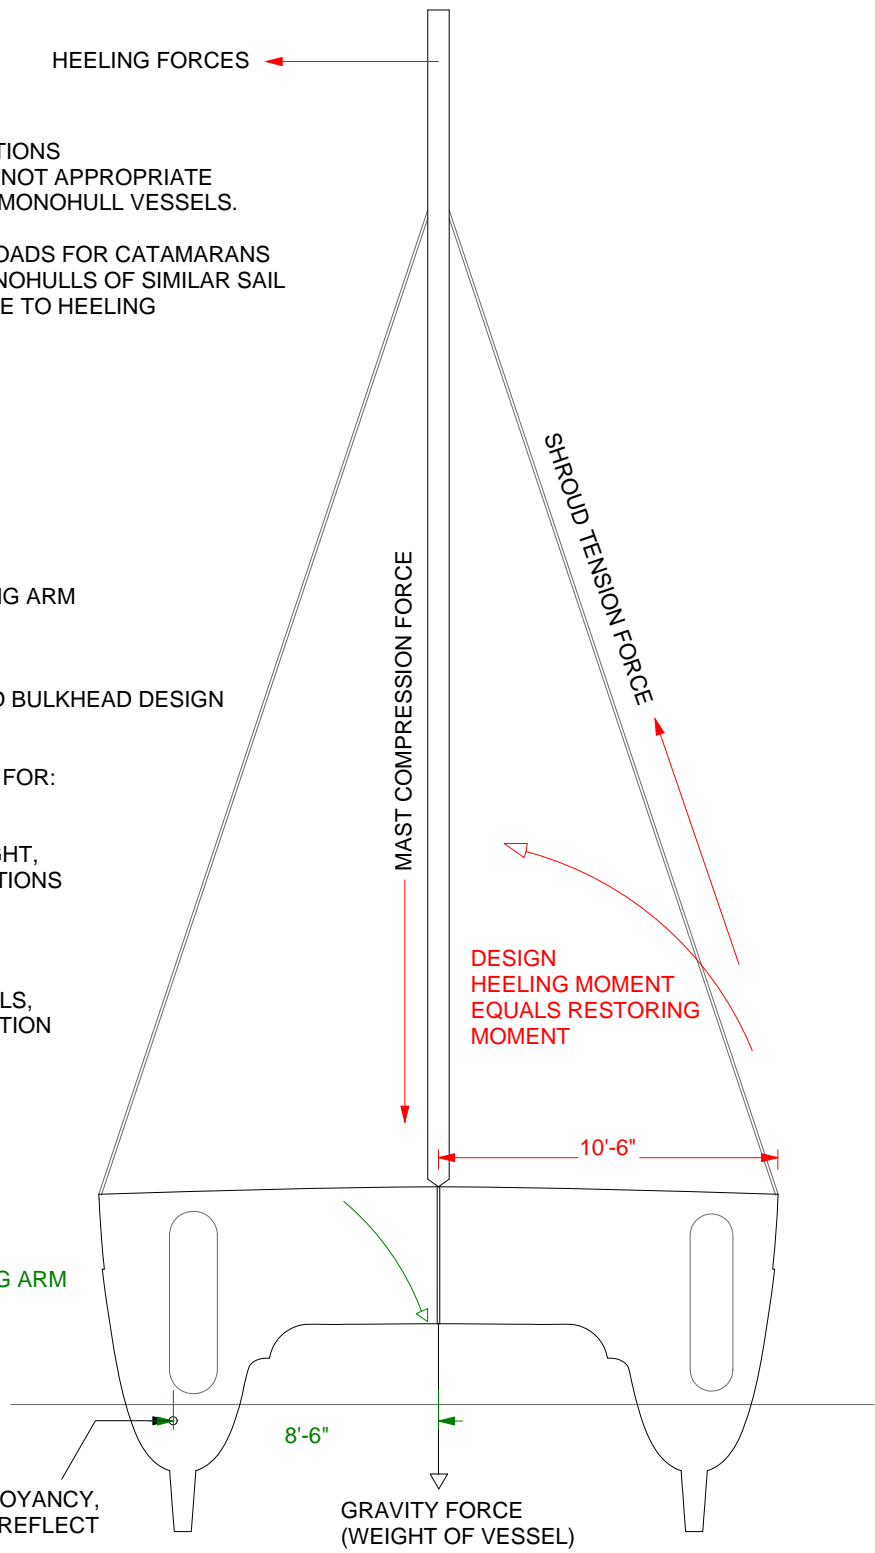 HEELING FORCES
TIONS
NOT APPROPRIATE
MONOHULL VESSELS.
OADS FOR CATAMARANS
NOHULLS OF SIMILAR SAIL
E TO HEELING
SHROUD TENSION FORCE
MAST COMPRESSION FORCE
NG ARM
D BULKHEAD DESIGN
FOR:
GHT,
TIONS
DESIGN
HEELING MOMENT
EQUALS RESTORING
MOMENT
LS,
TION
10'-6"
G ARM
8'-6"
OYANCY,
REFLECT
GRAVITY FORCE
(WEIGHT OF VESSEL)